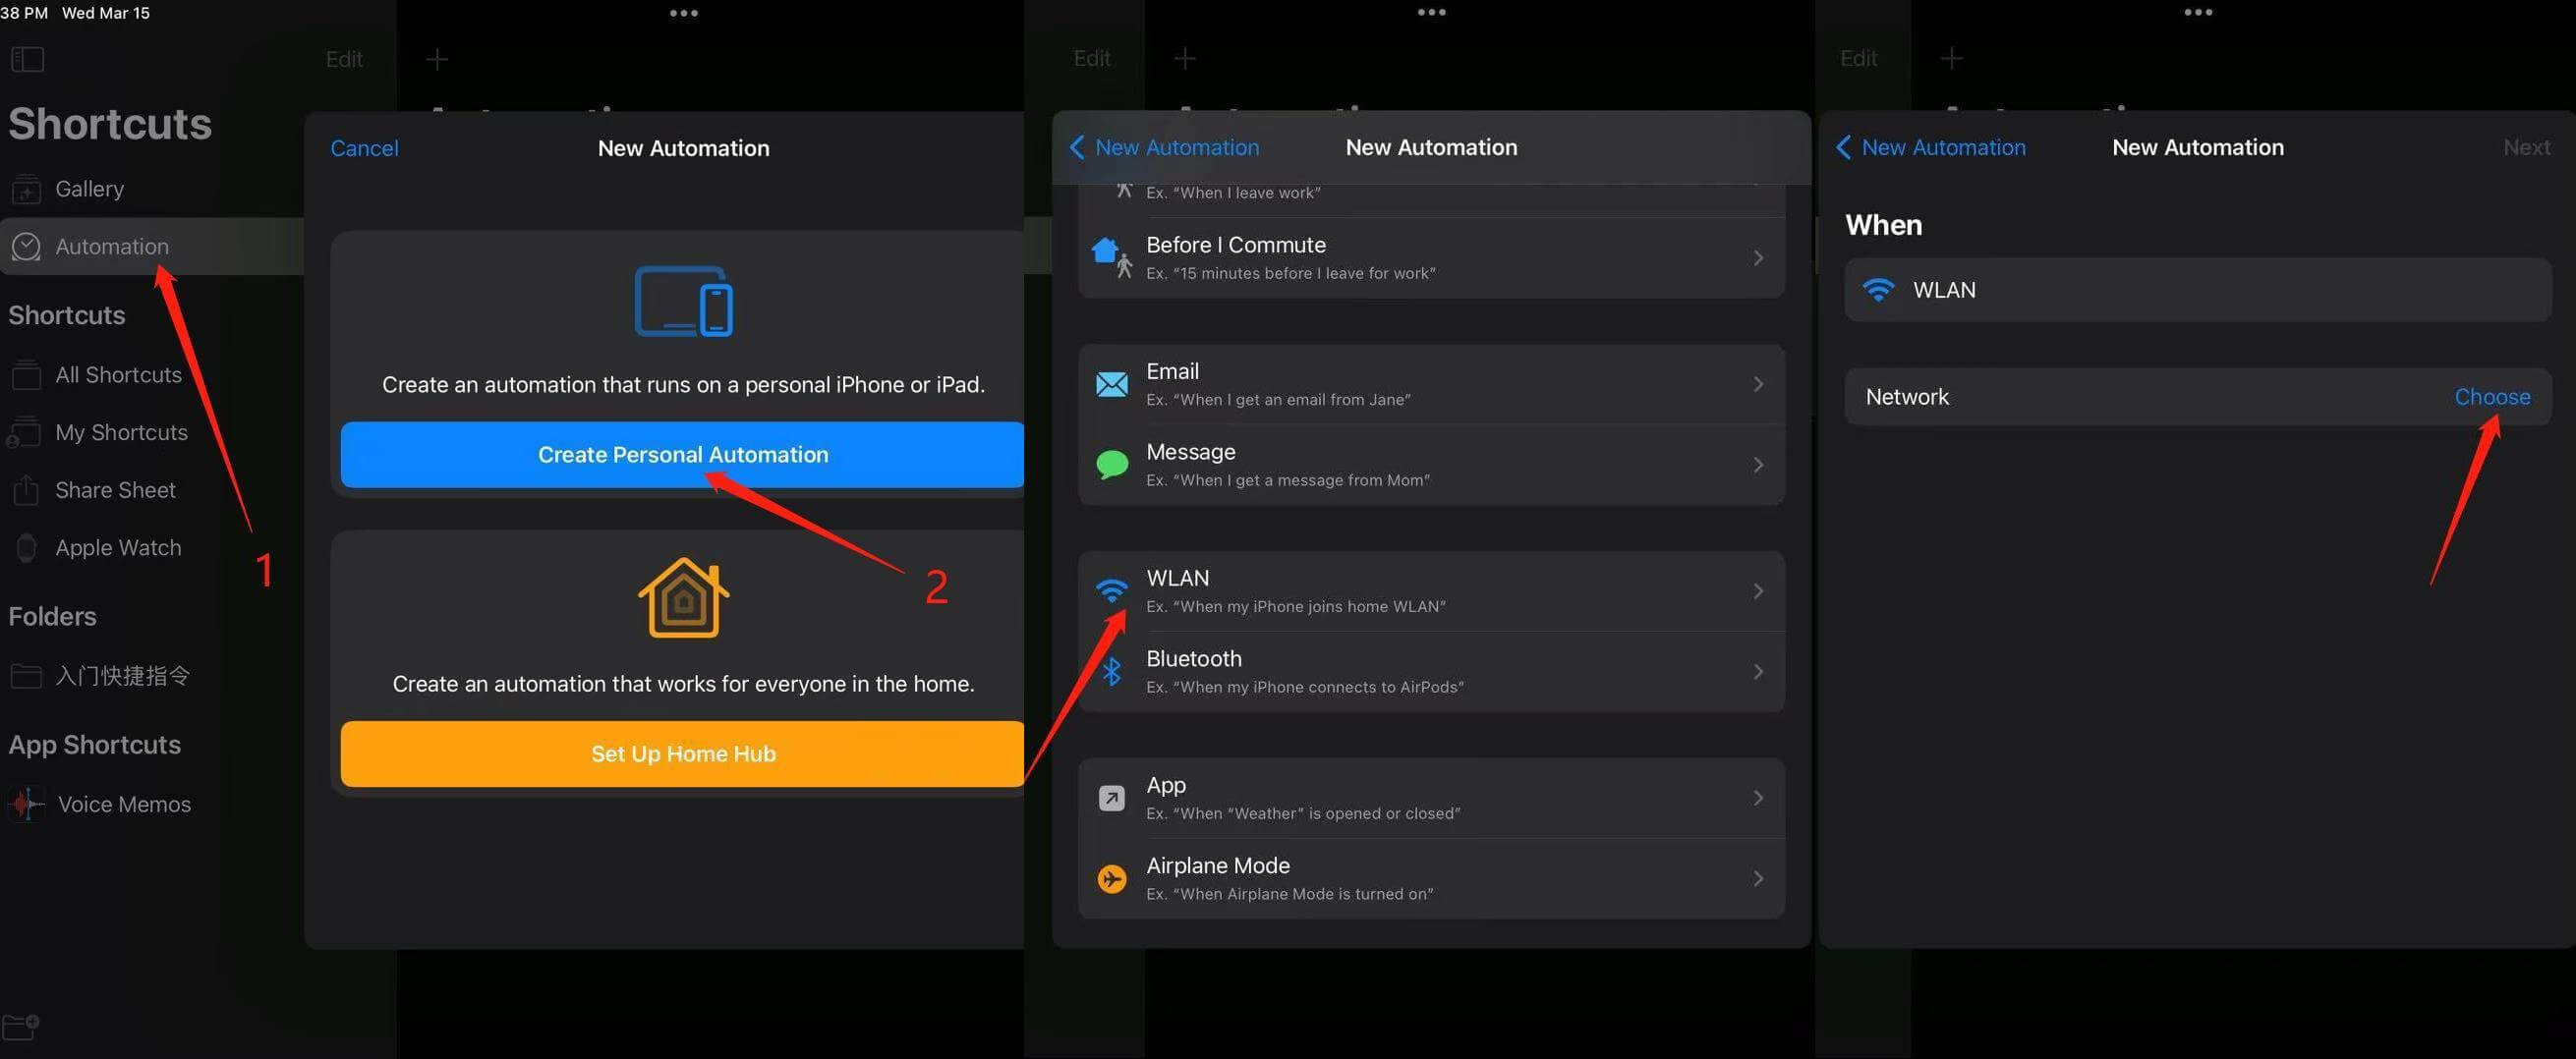 38 PM Wed Mar 15
Edit
Shortcuts
Gallery
Automation
Shortcuts
All Shortcuts
My Shortcuts
Share Sheet
Apple Watch
1
Folders
入门快捷指令
App Shortcuts
Voice Memos
Cancel
New Automation
Create an automation that runs on a personal iPhone or iPad.
Create Personal Automation
2
Create an automation that works for everyone in the home.
Set Up Home Hub
Edit
New Automation
New Automation
Ex. “When I leave work”
Before I Commute
Ex. “15 minutes before I leave for work”
Email
Ex. “When I get an email from Jane”
Message
Ex. “When I get a message from Mom”
WLAN
Ex. “When my iPhone joins home WLAN”
Bluetooth
Ex. “When my iPhone connects to AirPods”
App
Ex. “When “Weather” is opened or closed”
Airplane Mode
Ex. “When Airplane Mode is turned on”
Edit
New Automation
New Automation
Next
When
WLAN
Network
Choose